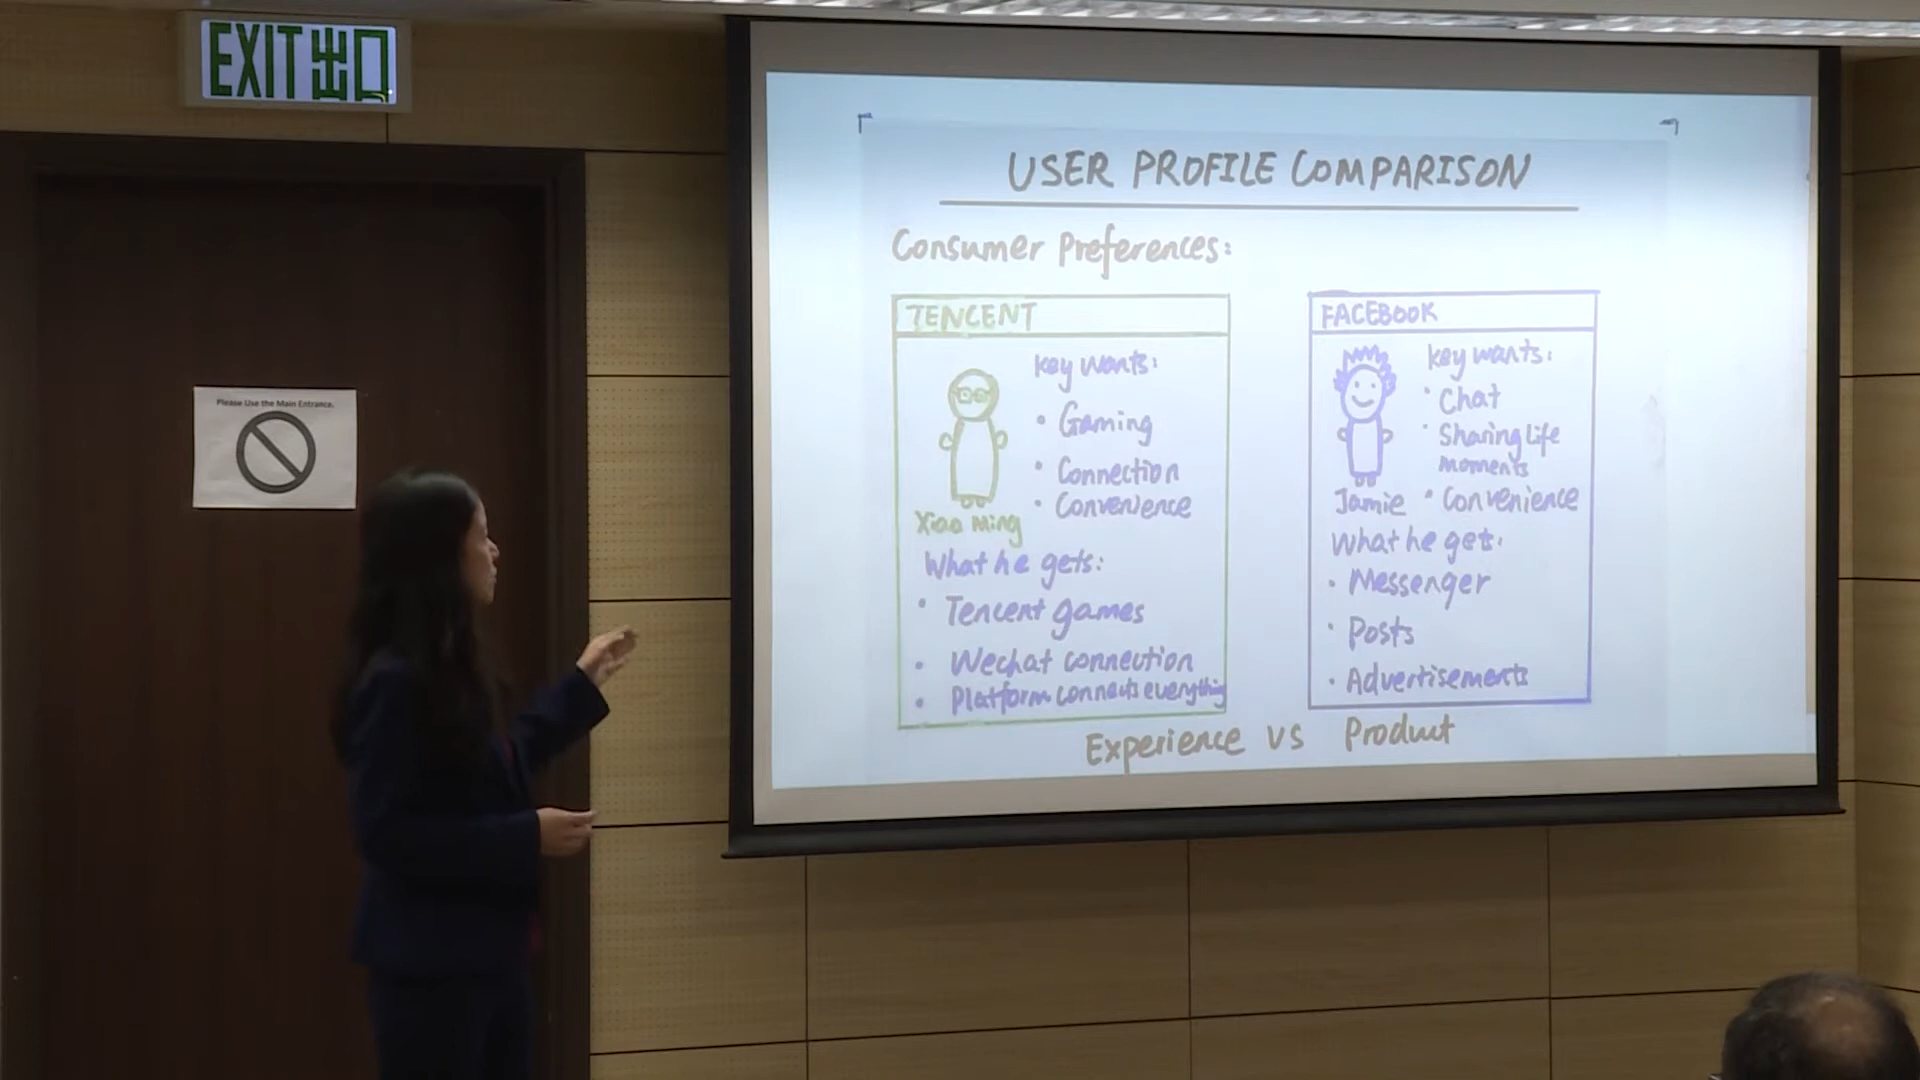 EXIT 出口
Please Use the Main Entrance.
USER PROFILE COMPARISON
Consumer Preferences:
TENCENT
Key wants:
• Gaming
• Connection
• Convenience
Xiao Ming
What he gets:
• Tencent games
• Wechat connection
• Platform connects everything
FACEBOOK
Key wants:
• Chat
• Sharing Life
moments
• Convenience
Jamie
What he gets:
• Messenger
• Posts
• Advertisements
Experience vs Product